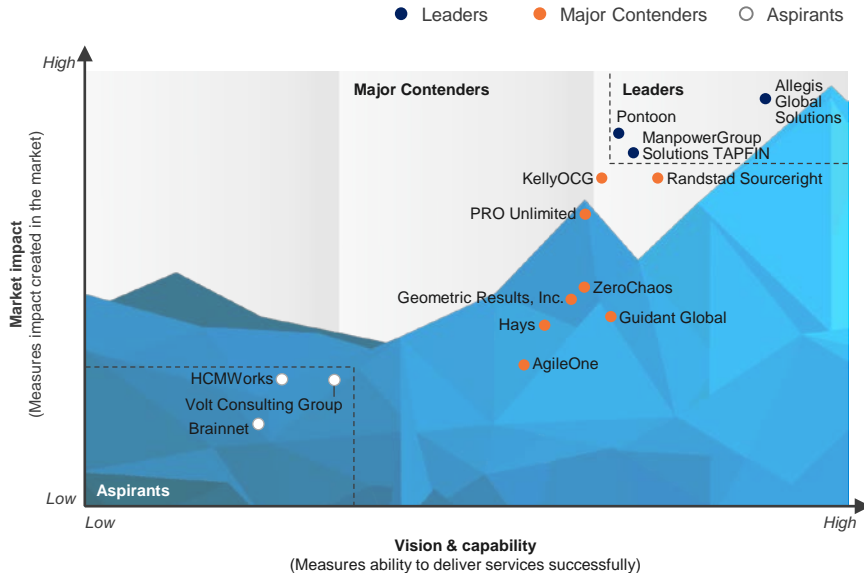 Leaders
Major Contenders
Aspirants
High
Major Contenders
Leaders
Allegis
Global
Solutions
Pontoon
ManpowerGroup
Solutions TAPFIN
KellyOCG
Randstad Sourceright
PRO Unlimited
ZeroChaos
Geometric Results, Inc.
Guidant Global
Hays
AgileOne
HCMWorks
Volt Consulting Group
Brainnet
Aspirants
Market impact
(Measures impact created in the market)
Low
Low
High
Vision & capability
(Measures ability to deliver services successfully)